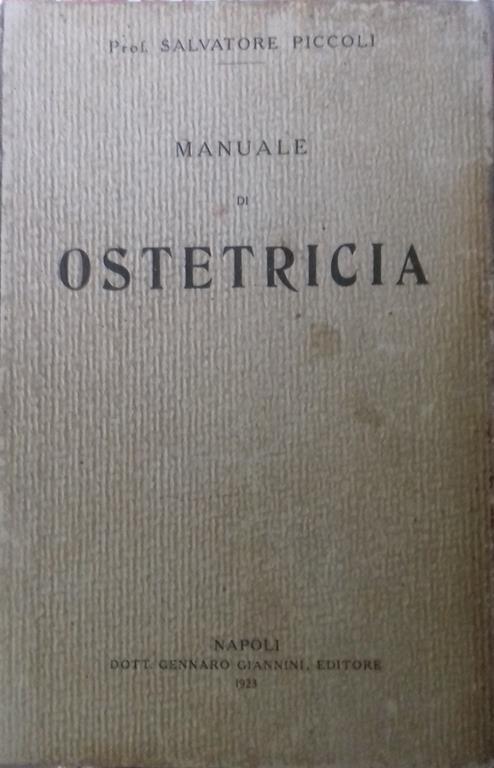 Prof. SALVATORE PICCOLI
MANUALE
DI
OSTETRICIA
NAPOLI
DOTT. GENNARO GIANNINI, EDITORE
1923